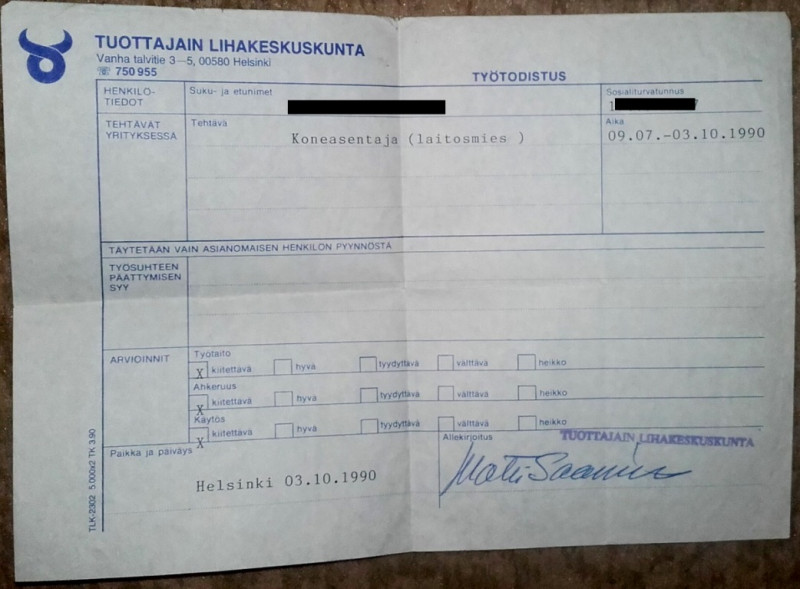 TUOTTAJAIN LIHAKESKUSKUNTA
Vanha talvitie 3—5, 00580 Helsinki
☏ 750 955
TYÖTODISTUS
HENKILÖ-
TIEDOT
Suku- ja etunimet
Sosialiturvatunnus
1
7
TEHTÄVÄT
YRITYKSESSÄ
Tehtävä
Koneasentaja (laitosmies )
Aika
09.07.-03.10.1990
TÄYTETÄÄN VAIN ASIANOMAISEN HENKILÖN PYYNNÖSTÄ
TYÖSUHTEEN
PÄÄTTYMISEN
SYY
ARVIOINNIT
Työtaito
X kiitettävä hyvä tyydyttävä välttävä heikko
Ahkeruus
X kiitettävä hyvä tyydyttävä välttävä heikko
Käytös
X kiitettävä hyvä tyydyttävä välttävä heikko
Paikka ja päiväys
Helsinki 03.10.1990
Allekirjoitus
TUOTTAJAIN LIHAKESKUSKUNTA
TLK-2302 5.000x2 TK 3.90